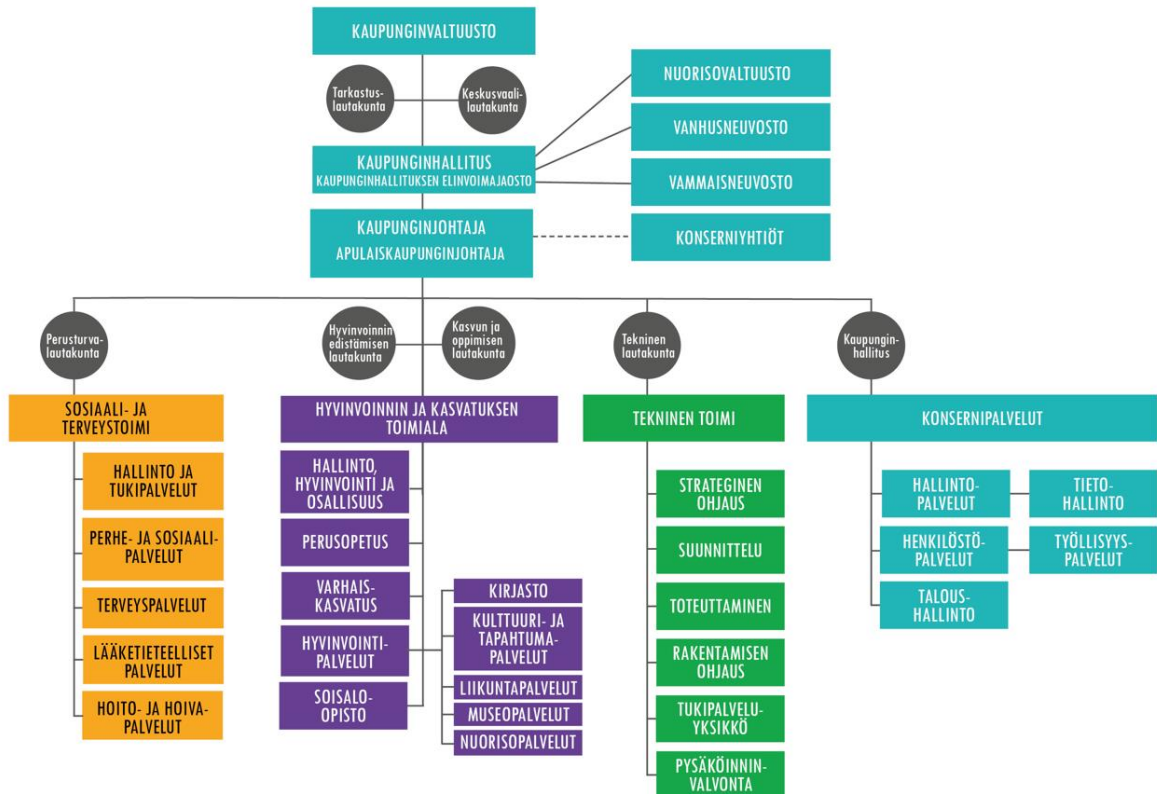 KAUPUNGINVALTUUSTO
Tarkastus-
lautakunta
Keskusvaali-
lautakunta
NUORISOVALTUUSTO
VANHUSNEUVOSTO
KAUPUNGINHALLITUS
KAUPUNGINHALLITUKSEN ELINVOIMAJAOSTO
VAMMAISNEUVOSTO
KAUPUNGINJOHTAJA
APULAISKAUPUNGINJOHTAJA
KONSERNIYHTIÖT
Perusturva-
lautakunta
Hyvinvoinnin
edistämisen
lautakunta
Kasvun ja
oppimisen
lautakunta
Tekninen
lautakunta
Kaupungin-
hallitus
SOSIAALI- JA
TERVEYSTOIMI
HALLINTO JA
TUKIPALVELUT
PERHE- JA SOSIAALI-
PALVELUT
TERVEYSPALVELUT
LÄÄKETIETEELLISET
PALVELUT
HOITO- JA HOIVA-
PALVELUT
HYVINVOINNIN JA KASVATUKSEN
TOIMIALA
HALLINTO,
HYVINVOINTI JA
OSALLISUUS
PERUSOPETUS
VARHAIS-
KASVATUS
HYVINVOINTI-
PALVELUT
SOISALO-
OPISTO
KIRJASTO
KULTTUURI- JA
TAPAHTUMA-
PALVELUT
LIIKUNTAPALVELUT
MUSEOPALVELUT
NUORISOPALVELUT
TEKNINEN TOIMI
STRATEGINEN
OHJAUS
SUUNNITTELU
TOTEUTTAMINEN
RAKENTAMISEN
OHJAUS
TUKIPALVELU-
YKSIKKÖ
PYSÄKÖINNIN-
VALVONTA
KONSERNIPALVELUT
HALLINTO-
PALVELUT
TIETO-
HALLINTO
HENKILÖSTÖ-
PALVELUT
TYÖLLISYYS-
PALVELUT
TALOUS-
HALLINTO